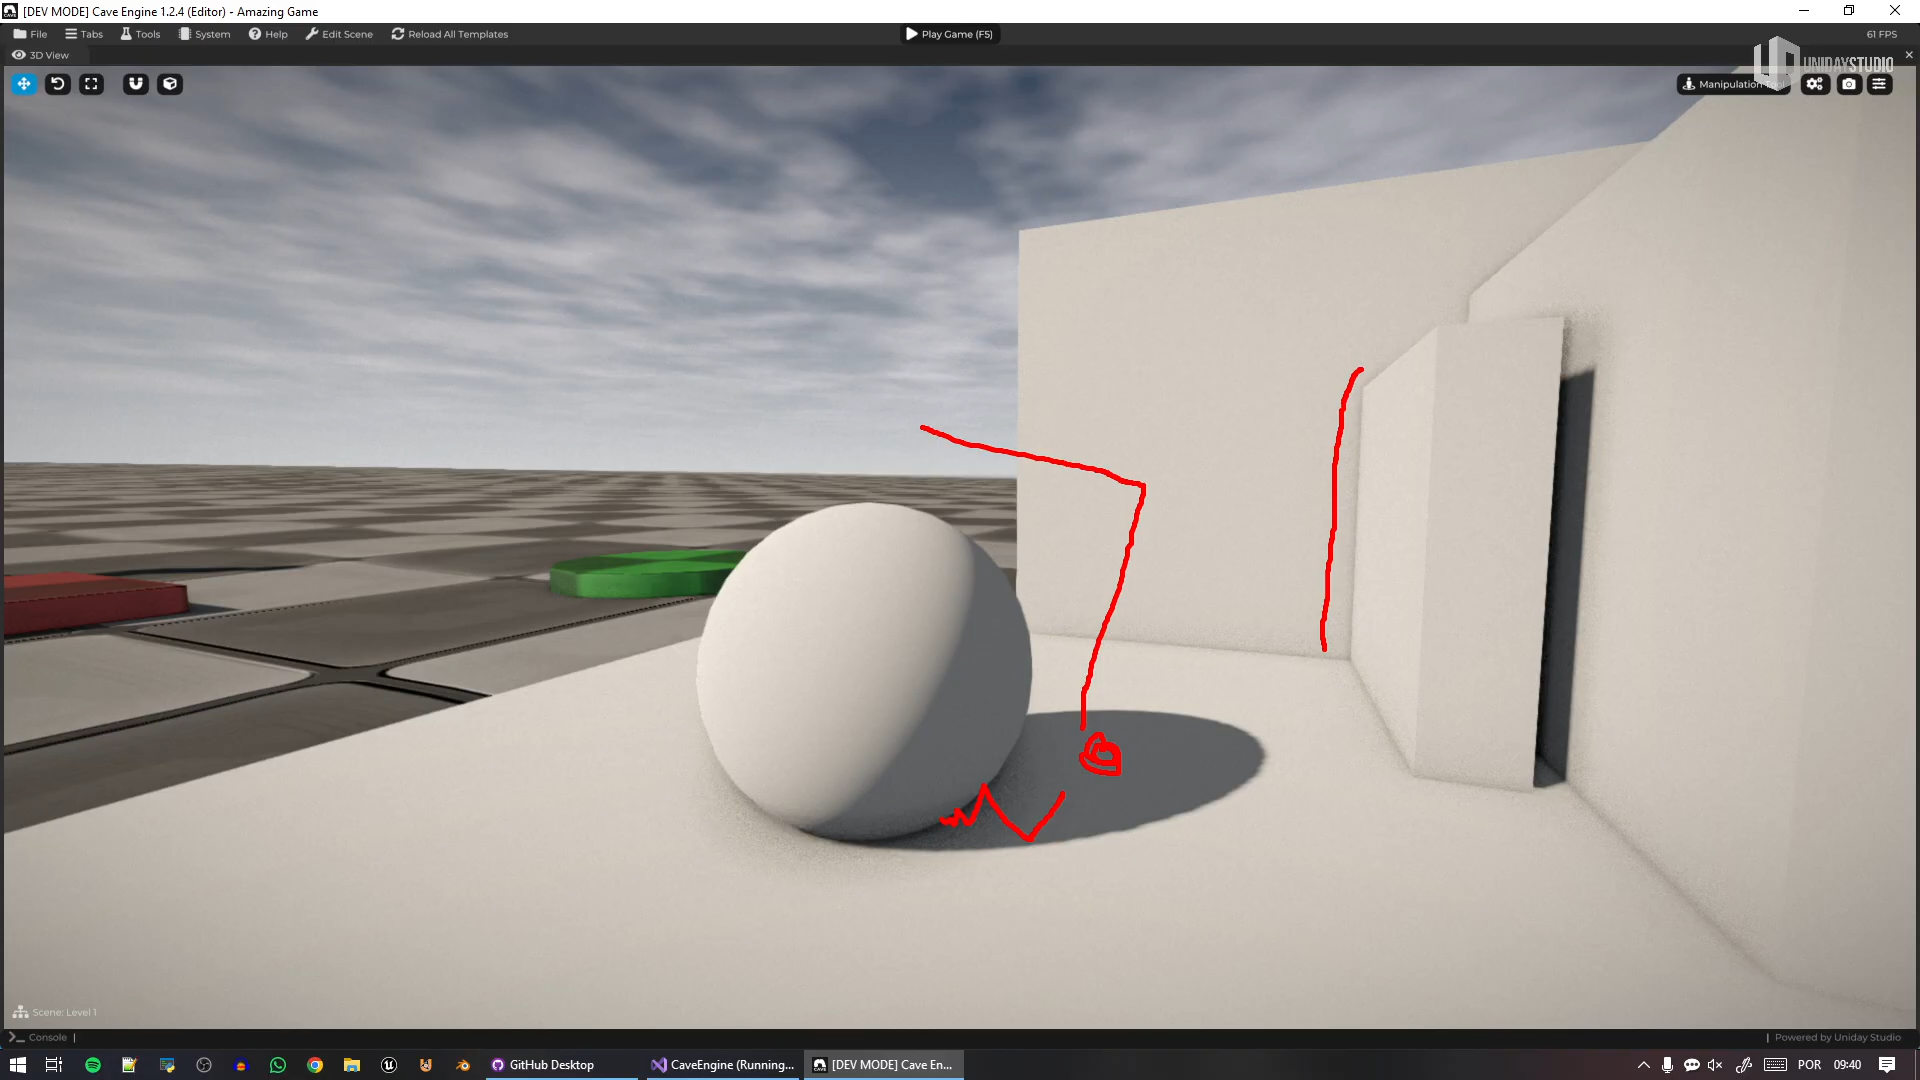 [DEV MODE] Cave Engine 1.2.4 (Editor) - Amazing Game
File Tabs Tools System Help Edit Scene Reload All Templates Play Game (F5) 61 FPS
3D View
UNIDAYSTUDIO
Manipulation
Scene: Level 1
Console
Powered by Uniday Studio
GitHub Desktop CaveEngine (Running... [DEV MODE] Cave En... POR 09:40